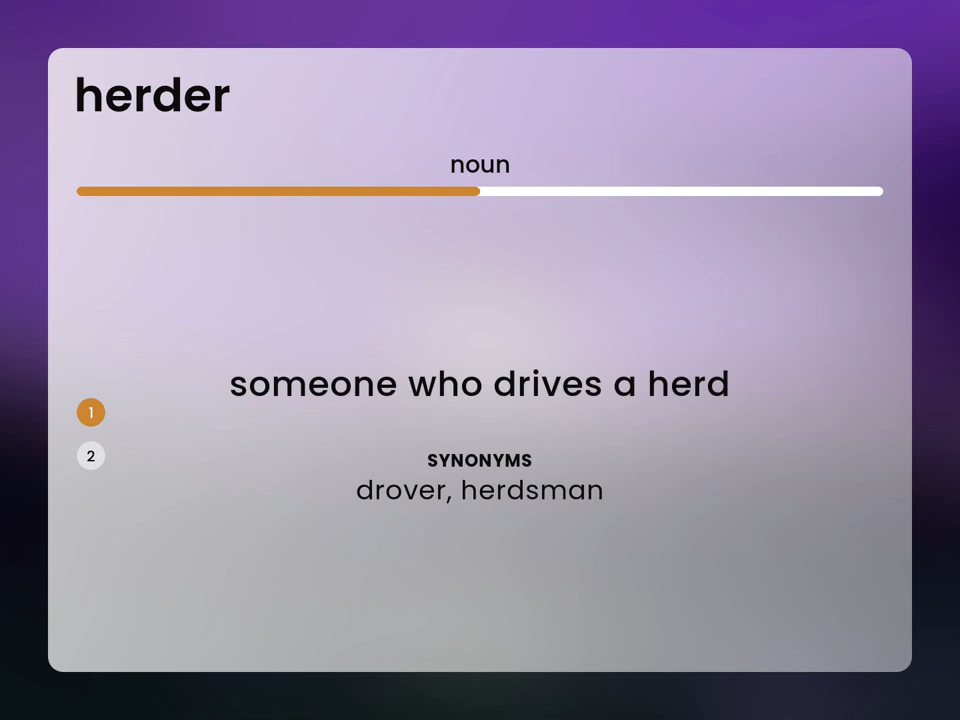 herder
noun
someone who drives a herd
1
2
SYNONYMS
drover, herdsman